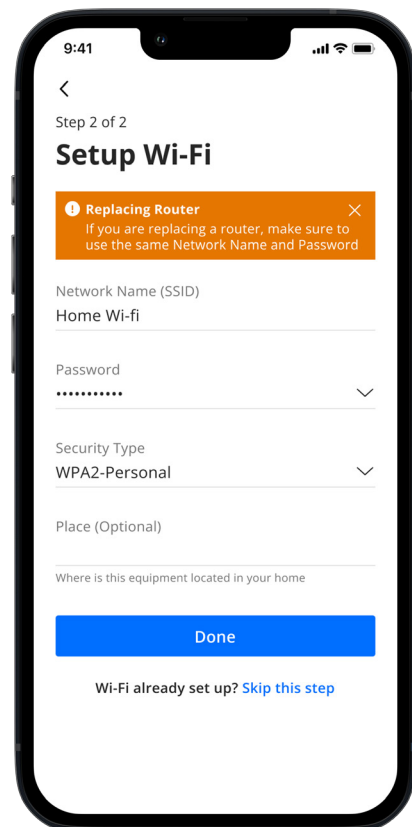 9:41
Step 2 of 2
Setup Wi-Fi
Replacing Router
If you are replacing a router, make sure to
use the same Network Name and Password
Network Name (SSID)
Home Wi-fi
Password
•••••••••••
Security Type
WPA2-Personal
Place (Optional)
Where is this equipment located in your home
Done
Wi-Fi already set up? Skip this step